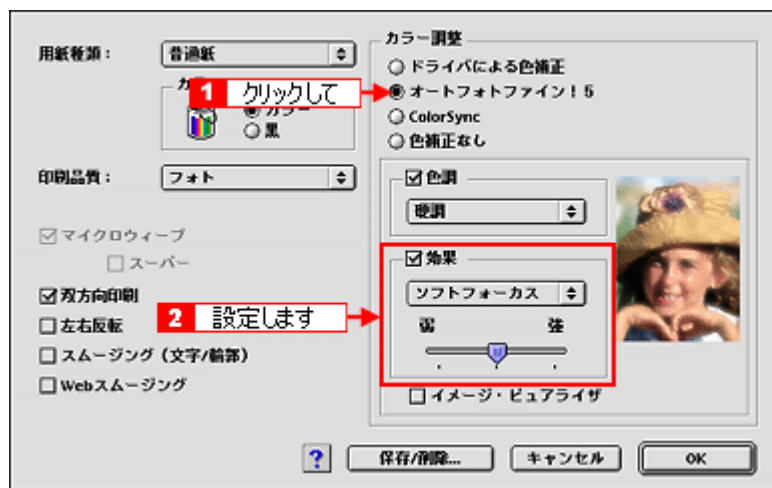 用紙種類：
普通紙
1 クリックして
カラー
黒
印刷品質：
フォト
マイクロウィーブ
スーパー
双方向印刷
左右反転
2 設定します
スムージング（文字/輪郭）
Webスムージング
カラー調整
ドライバによる色補正
オートフォトファイン！5
ColorSync
色補正なし
色調
硬調
効果
ソフトフォーカス
弱 強
イメージ・ピュアライザ
?
保存/削除...
キャンセル
OK